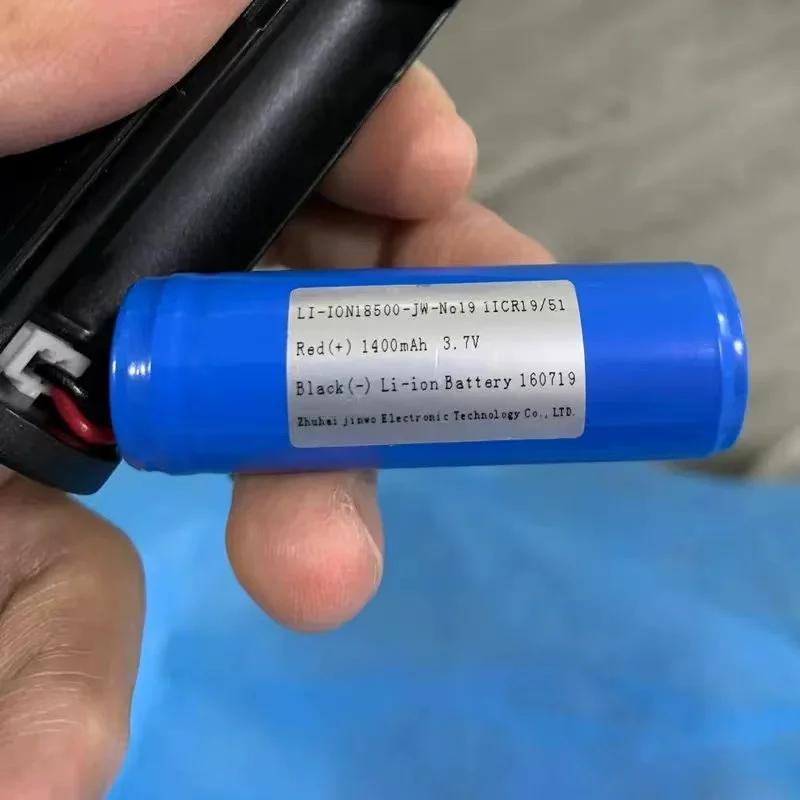 LI-ION18500-JW-No19 1ICR19/51
Red(+) 1400mAh 3.7V
Black(-) Li-ion Battery 160719
Zhuhai jinwo Electronic Technology Co., LTD.